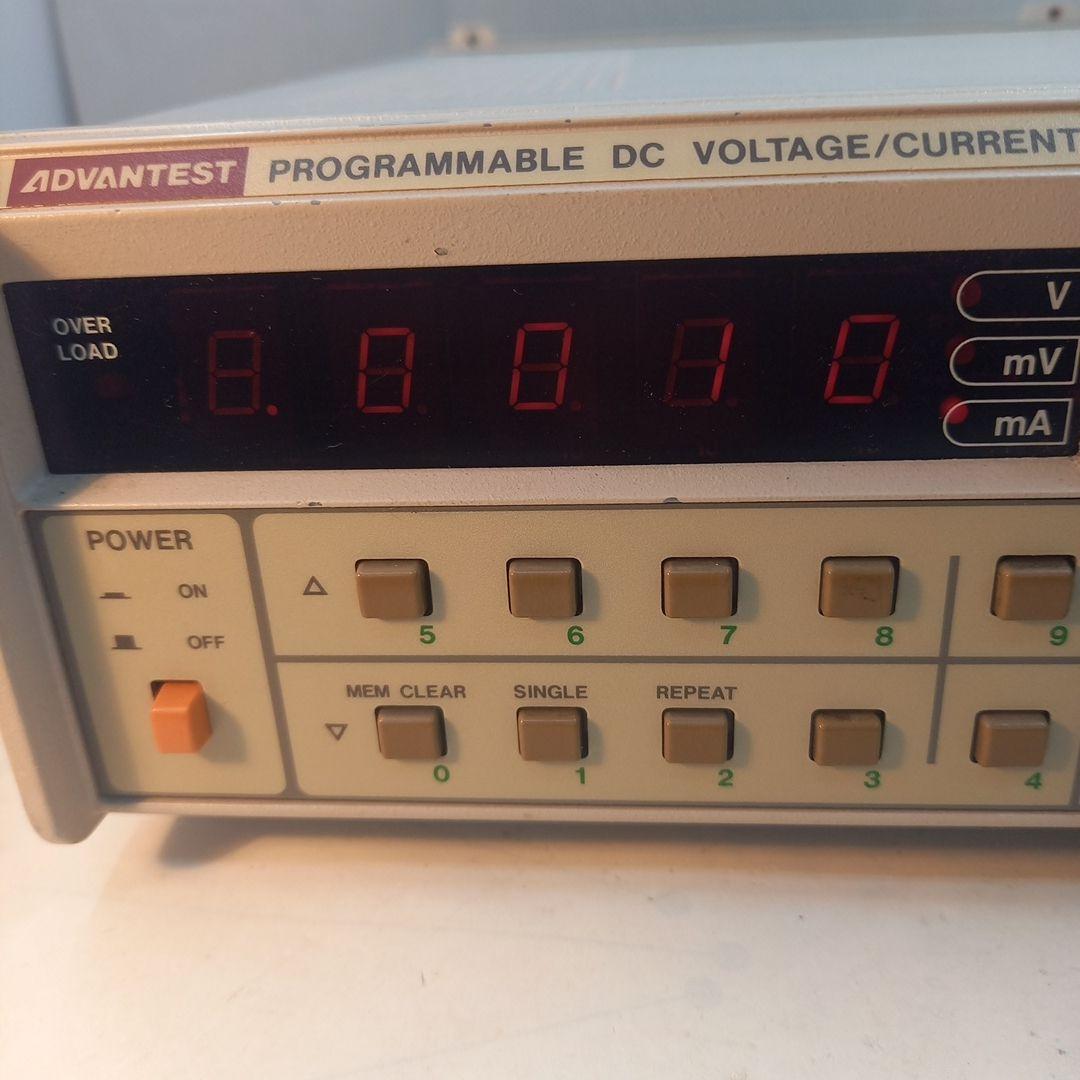 ADVANTEST PROGRAMMABLE DC VOLTAGE/CURRENT
OVER
LOAD
.0010
V
mV
mA
POWER
ON
OFF
5 6 7 8 9
MEM CLEAR SINGLE REPEAT
0 1 2 3 4